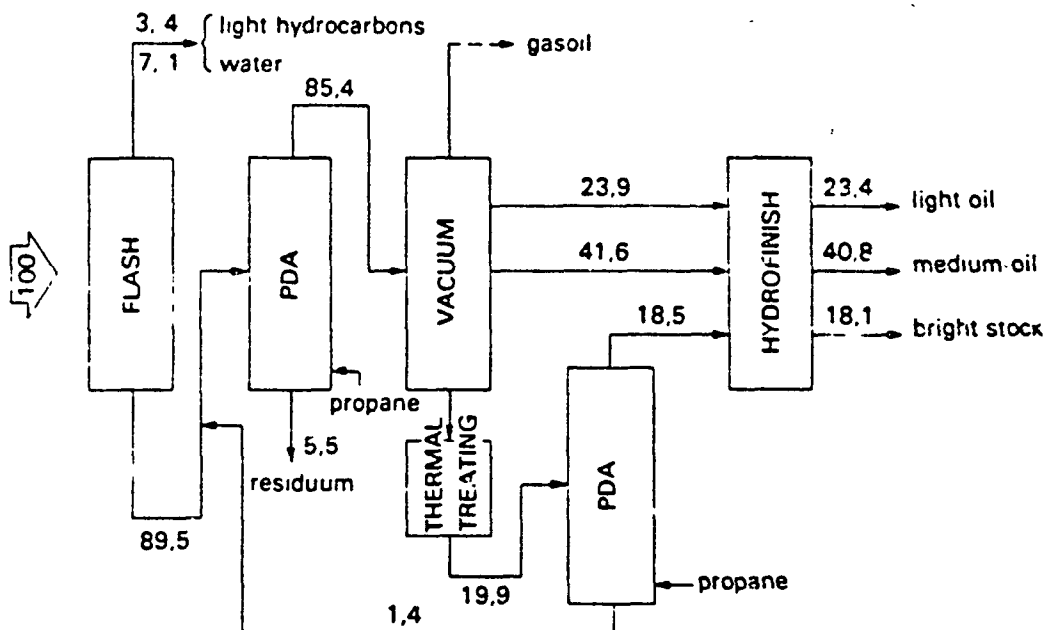 3, 4
light hydrocarbons
7, 1
water
gasoil
85,4
100
FLASH
PDA
VACUUM
HYDROFINISH
23,9
23,4
light oil
41,6
40,8
medium oil
18,5
18,1
bright stock
propane
5,5
residuum
THERMAL
TREATING
PDA
89,5
19,9
propane
1,4